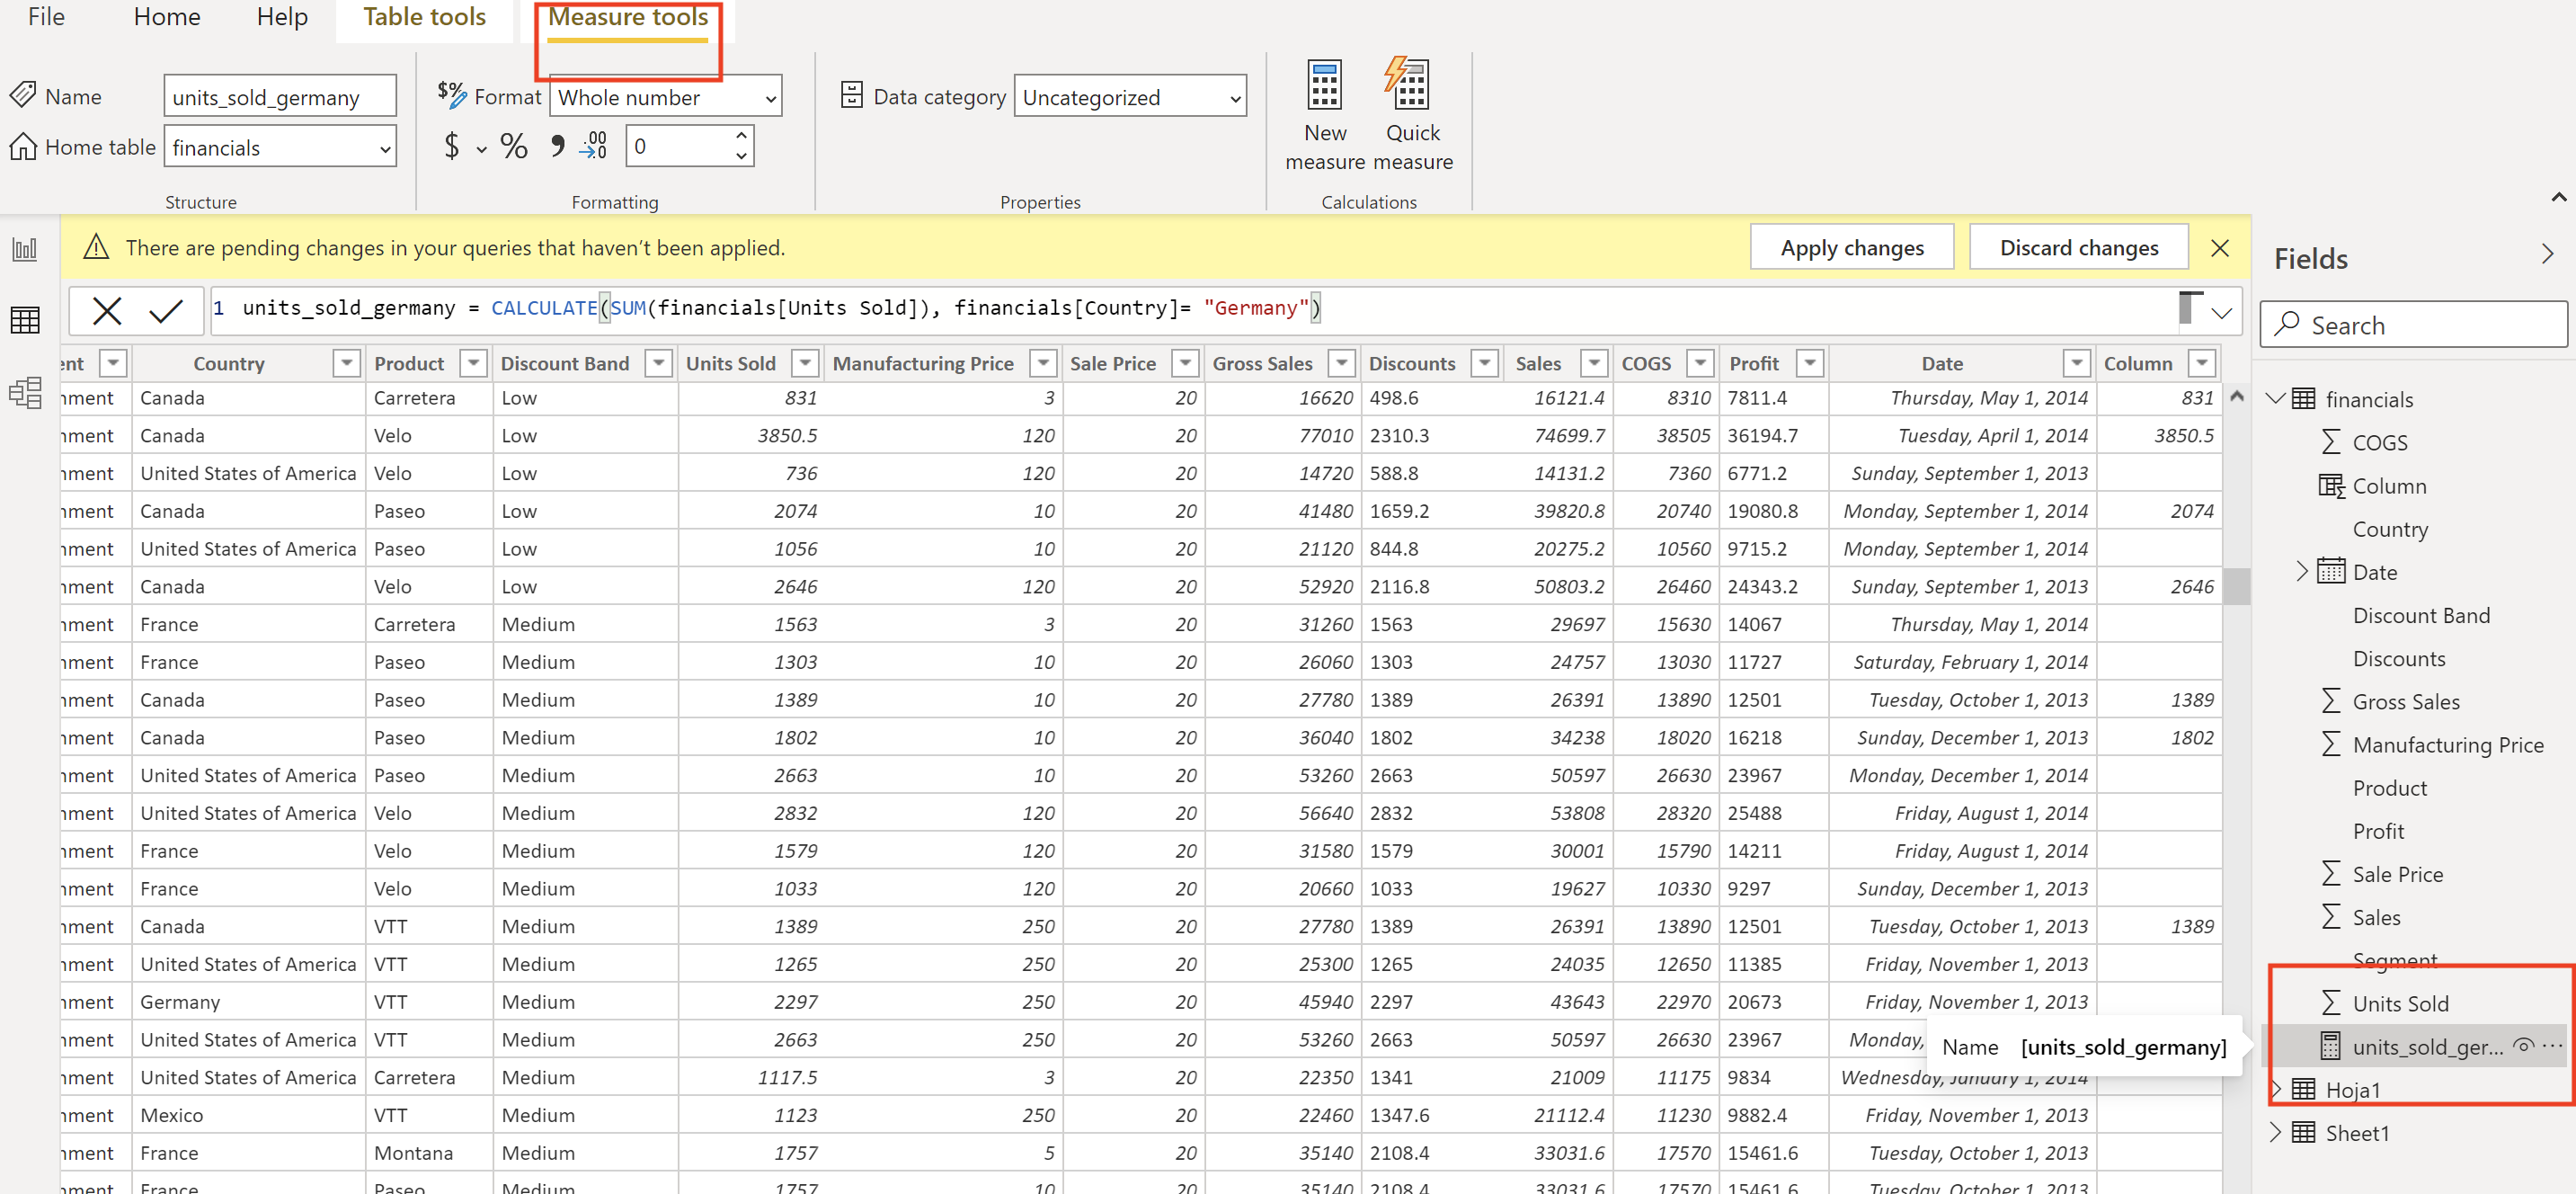 File Home Help Table tools Measure tools
Name units_sold_germany $% Format Whole number Data category Uncategorized
Home table financials $ % , .00 0 New measure Quick measure
Structure Formatting Properties Calculations
There are pending changes in your queries that haven't been applied. Apply changes Discard changes
1 units_sold_germany = CALCULATE(SUM(financials[Units Sold]), financials[Country]= "Germany")
ent Country Product Discount Band Units Sold Manufacturing Price Sale Price Gross Sales Discounts Sales COGS Profit Date Column
nment Canada Carretera Low 831 3 20 16620 498.6 16121.4 8310 7811.4 Thursday, May 1, 2014 831
nment Canada Velo Low 3850.5 120 20 77010 2310.3 74699.7 38505 36194.7 Tuesday, April 1, 2014 3850.5
nment United States of America Velo Low 736 120 20 14720 588.8 14131.2 7360 6771.2 Sunday, September 1, 2013
nment Canada Paseo Low 2074 10 20 41480 1659.2 39820.8 20740 19080.8 Monday, September 1, 2014 2074
nment United States of America Paseo Low 1056 10 20 21120 844.8 20275.2 10560 9715.2 Monday, September 1, 2014
nment Canada Velo Low 2646 120 20 52920 2116.8 50803.2 26460 24343.2 Sunday, September 1, 2013 2646
nment France Carretera Medium 1563 3 20 31260 1563 29697 15630 14067 Thursday, May 1, 2014
nment France Paseo Medium 1303 10 20 26060 1303 24757 13030 11727 Saturday, February 1, 2014
nment Canada Paseo Medium 1389 10 20 27780 1389 26391 13890 12501 Tuesday, October 1, 2013 1389
nment Canada Paseo Medium 1802 10 20 36040 1802 34238 18020 16218 Sunday, December 1, 2013 1802
nment United States of America Paseo Medium 2663 10 20 53260 2663 50597 26630 23967 Monday, December 1, 2014
nment United States of America Velo Medium 2832 120 20 56640 2832 53808 28320 25488 Friday, August 1, 2014
nment France Velo Medium 1579 120 20 31580 1579 30001 15790 14211 Friday, August 1, 2014
nment France Velo Medium 1033 120 20 20660 1033 19627 10330 9297 Sunday, December 1, 2013
nment Canada VTT Medium 1389 250 20 27780 1389 26391 13890 12501 Tuesday, October 1, 2013 1389
nment United States of America VTT Medium 1265 250 20 25300 1265 24035 12650 11385 Friday, November 1, 2013
nment Germany VTT Medium 2297 250 20 45940 2297 43643 22970 20673 Friday, November 1, 2013
nment United States of America VTT Medium 2663 250 20 53260 2663 50597 26630 23967 Monday,
nment United States of America Carretera Medium 1117.5 3 20 22350 1341 21009 11175 9834 Wednesday, January 1, 2014
nment Mexico VTT Medium 1123 250 20 22460 1347.6 21112.4 11230 9882.4 Friday, November 1, 2013
nment France Montana Medium 1757 5 20 35140 2108.4 33031.6 17570 15461.6 Tuesday, October 1, 2013
nment France Paseo Medium 1757 10 20 35140 2108.4 33031.6 17570 15461.6 Tuesday, October 1, 2013
Name [units_sold_germany]
Fields
Search
financials
COGS
Column
Country
Date
Discount Band
Discounts
Gross Sales
Manufacturing Price
Product
Profit
Sale Price
Sales
Segment
Units Sold
units_sold_ger...
Hoja1
Sheet1